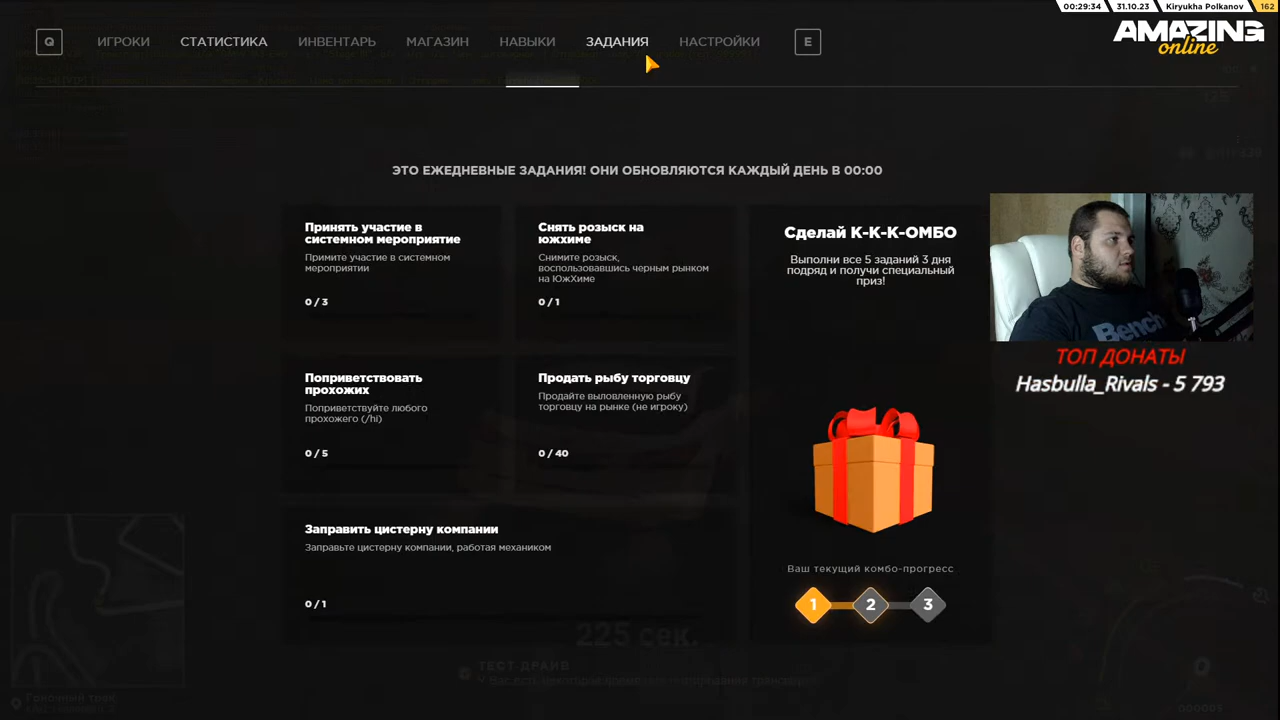 00:29:34 31.10.23 Kiryukha Polkanov 162
AMAZING
online
Q ИГРОКИ СТАТИСТИКА ИНВЕНТАРЬ МАГАЗИН НАВЫКИ ЗАДАНИЯ НАСТРОЙКИ E
ЭТО ЕЖЕДНЕВНЫЕ ЗАДАНИЯ! ОНИ ОБНОВЛЯЮТСЯ КАЖДЫЙ ДЕНЬ В 00:00
Принять участие в
системном мероприятие
Примите участие в системном
мероприятии
0 / 3
Снять розыск на
южхиме
Снимите розыск,
воспользовавшись черным рынком
на ЮжХиме
0 / 1
Поприветствовать
прохожих
Поприветствуйте любого
прохожего (/hi)
0 / 5
Продать рыбу торговцу
Продайте выловленную рыбу
торговцу на рынке (не игроку)
0 / 40
Заправить цистерну компании
Заправьте цистерну компании, работая механиком
0 / 1
Сделай К-К-К-ОМБО
Выполни все 5 заданий 3 дня
подряд и получи специальный
приз!
Ваш текущий комбо-прогресс
1 2 3
Bench
ТОП ДОНАТЫ
Hasbulla_Rivals - 5 793
225 сек.
ТЕСТ ДРАЙВ
Гоночный трек